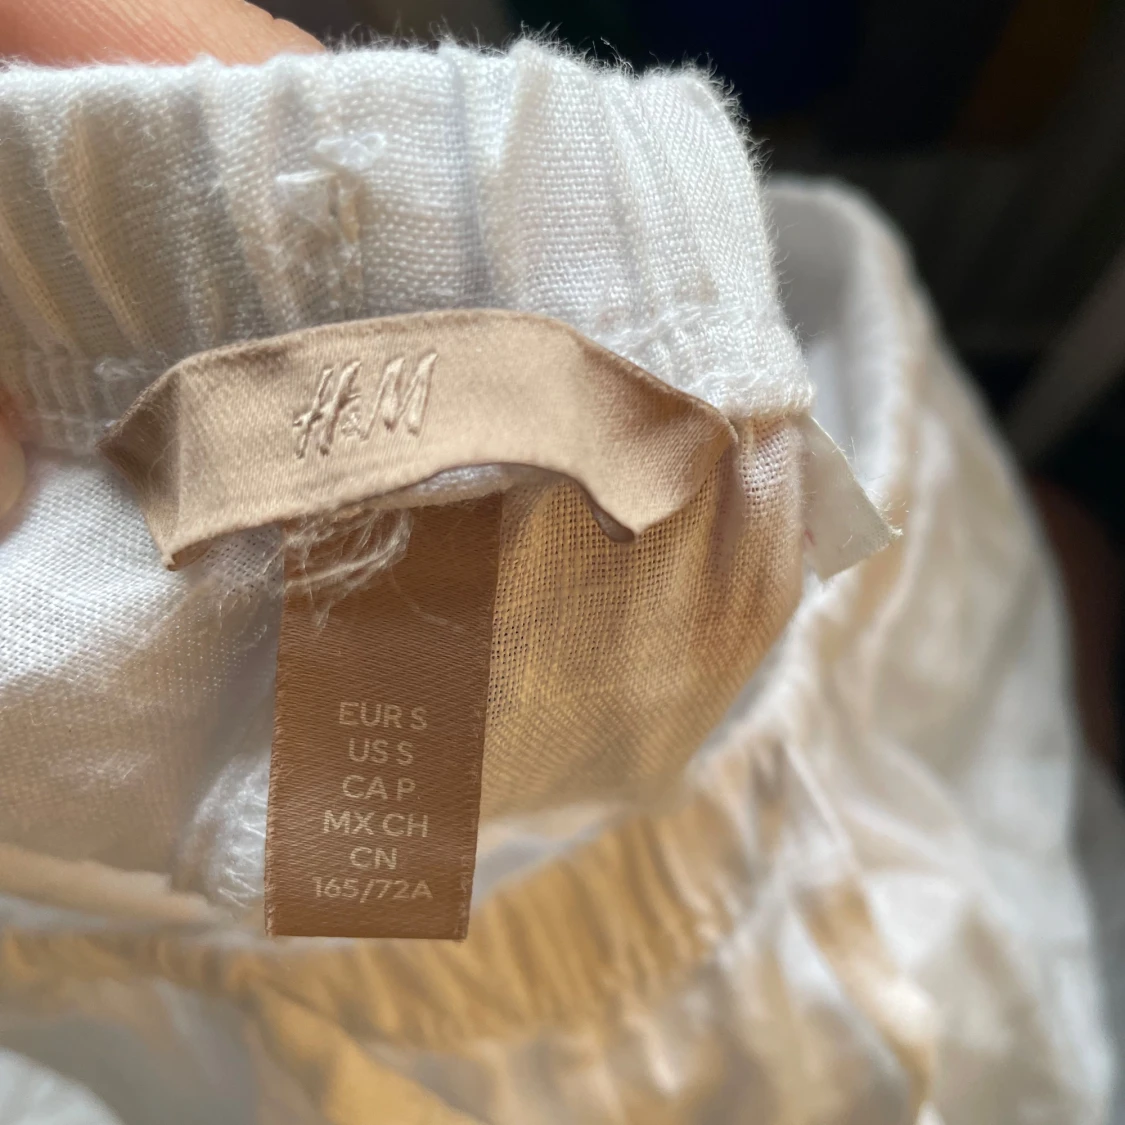 H&M
EUR S
US S
CA P
MX CH
CN
165/72A